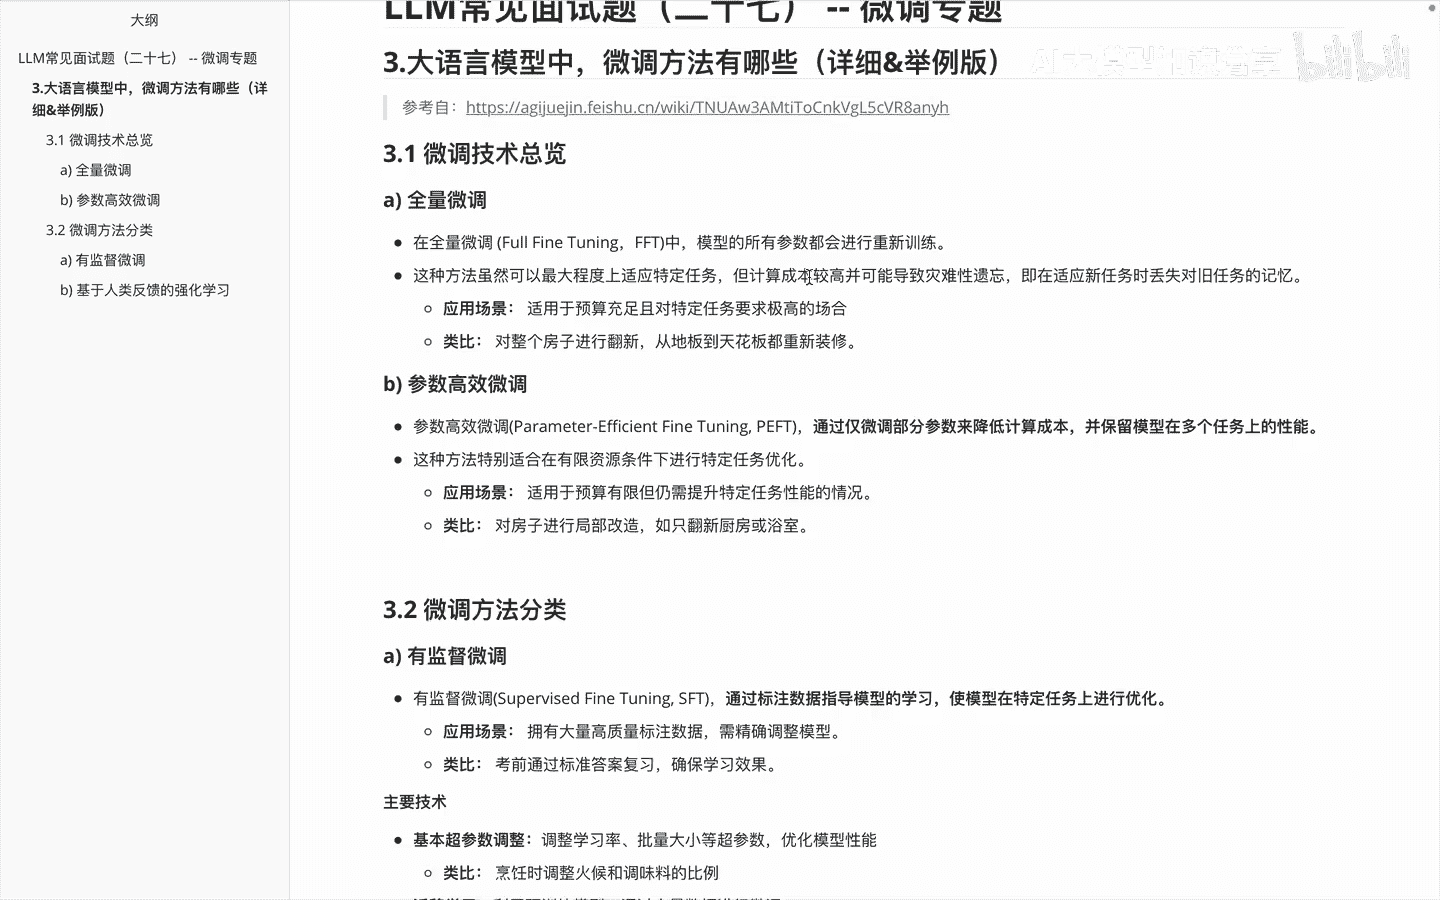 大纲
LLM常见面试题（二十七） -- 微调专题
3.大语言模型中，微调方法有哪些（详
细&举例版）
3.1 微调技术总览
a) 全量微调
b) 参数高效微调
3.2 微调方法分类
a) 有监督微调
b) 基于人类反馈的强化学习
LLM常见面试题（二十七） -- 微调专题
3.大语言模型中，微调方法有哪些（详细&举例版）
bilibili
参考自：https://agijuejin.feishu.cn/wiki/TNUAw3AMtiToCnkVgL5cVR8anyh
3.1 微调技术总览
a) 全量微调
在全量微调 (Full Fine Tuning，FFT)中，模型的所有参数都会进行重新训练。
这种方法虽然可以最大程度上适应特定任务，但计算成本较高并可能导致灾难性遗忘，即在适应新任务时丢失对旧任务的记忆。
应用场景： 适用于预算充足且对特定任务要求极高的场合
类比： 对整个房子进行翻新，从地板到天花板都重新装修。
b) 参数高效微调
参数高效微调(Parameter-Efficient Fine Tuning, PEFT)，通过仅微调部分参数来降低计算成本，并保留模型在多个任务上的性能。
这种方法特别适合在有限资源条件下进行特定任务优化。
应用场景： 适用于预算有限但仍需提升特定任务性能的情况。
类比： 对房子进行局部改造，如只翻新厨房或浴室。
3.2 微调方法分类
a) 有监督微调
有监督微调(Supervised Fine Tuning, SFT)，通过标注数据指导模型的学习，使模型在特定任务上进行优化。
应用场景： 拥有大量高质量标注数据，需精确调整模型。
类比： 考前通过标准答案复习，确保学习效果。
主要技术
基本超参数调整：调整学习率、批量大小等超参数，优化模型性能
类比： 烹饪时调整火候和调味料的比例